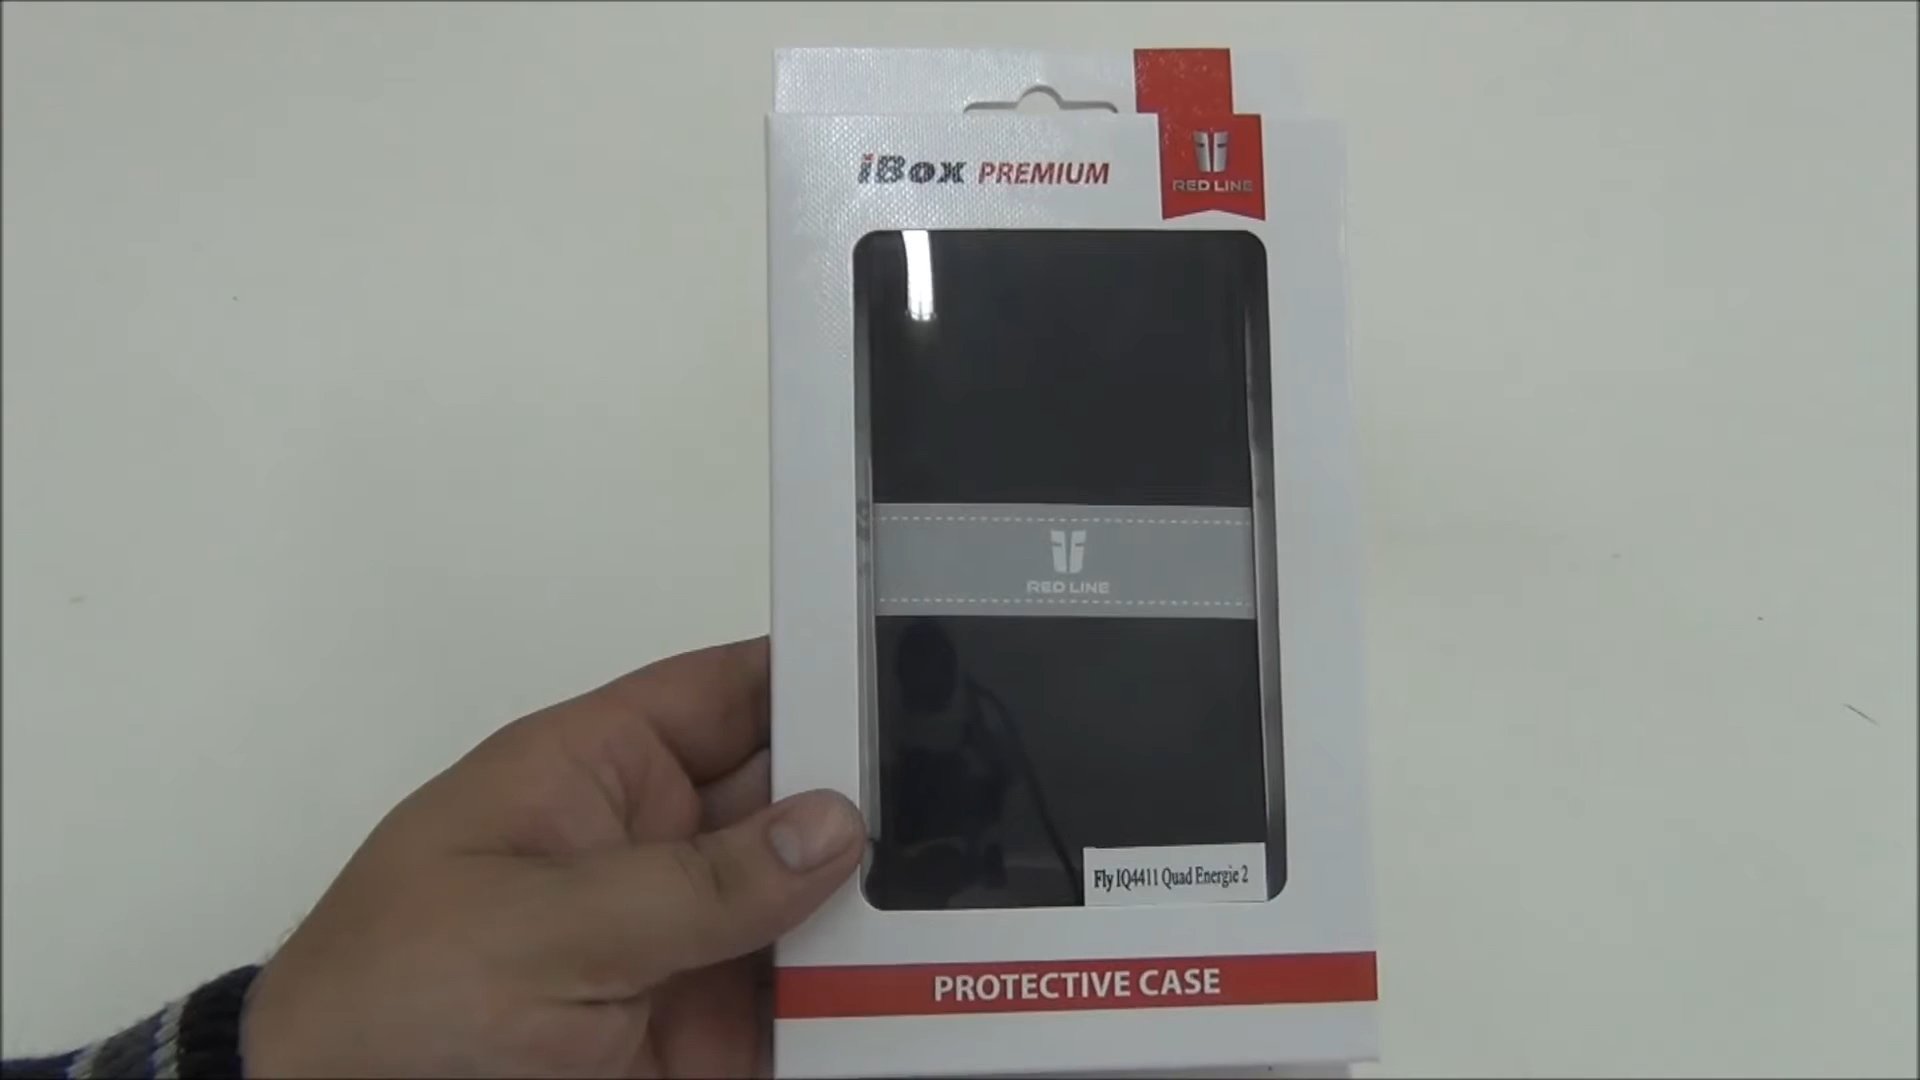 iBox PREMIUM
RED LINE
RED LINE
Fly IQ4411 Quad Energie 2
PROTECTIVE CASE